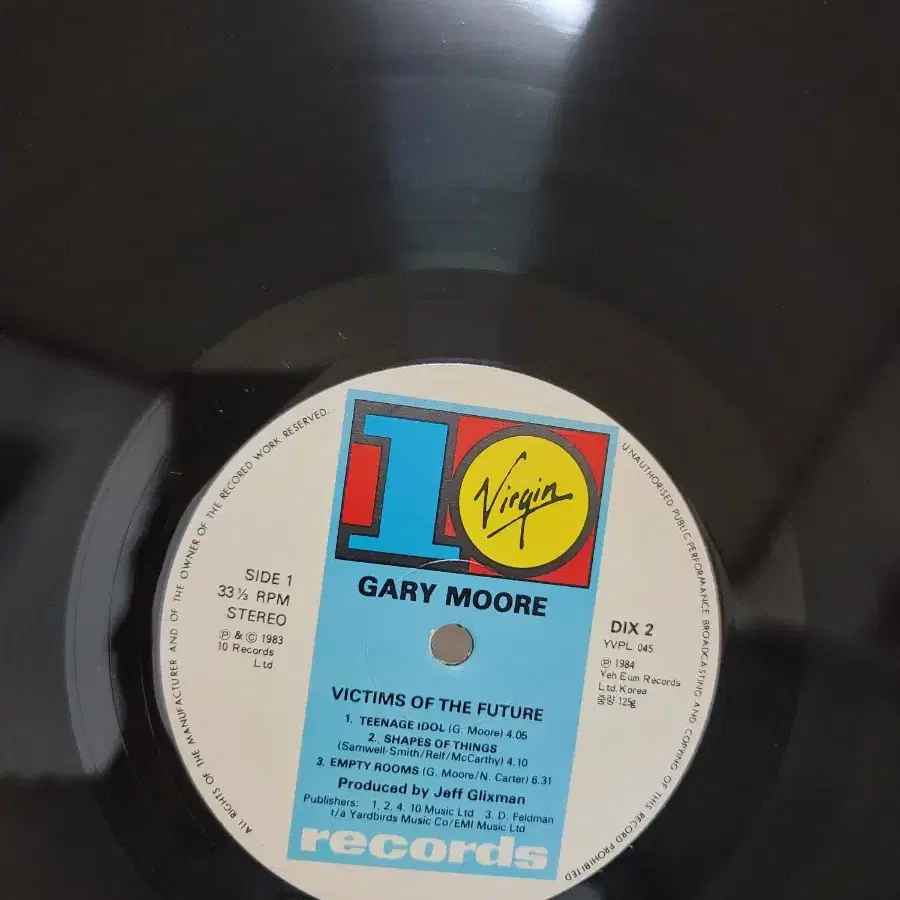 10
Virgin
GARY MOORE
SIDE 1
33⅓ RPM
STEREO
Ⓟ & © 1983
10 Records
Ltd
DIX 2
YVPL 045
Ⓟ 1984
Yeh Eum Records
Ltd. Korea
중량 125g
VICTIMS OF THE FUTURE
1. TEENAGE IDOL (G. Moore) 4.05
2. SHAPES OF THINGS
(Samwell-Smith/Relf/McCarthy) 4.10
3. EMPTY ROOMS (G. Moore/N. Carter) 6.31
Produced by Jeff Glixman
Publishers: 1, 2, 4. 10 Music Ltd 3. D. Feldman
t/a Yardbirds Music Co/EMI Music Ltd
records
ALL RIGHTS OF THE MANUFACTURER AND OF THE OWNER OF THE RECORED WORK RESERVED.
UNAUTHORISED PUBLIC PERFORMANCE BROADCASTING AND COPYING OF THIS RECORD PROHIBITED